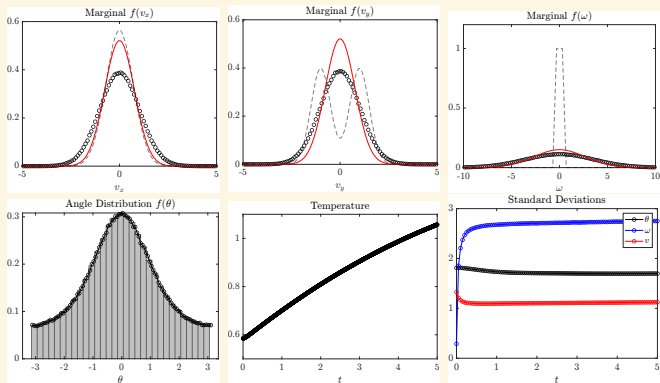 Marginal f(v_x)
0.6
0.4
0.2
0
-5 0 5
v_x
Marginal f(v_y)
0.6
0.4
0.2
0
-5 0 5
v_y
Marginal f(ω)
1
0.5
0
-10 -5 0 5 10
ω
Angle Distribution f(θ)
0.3
0.2
0.1
0
-3 -2 -1 0 1 2 3
θ
Temperature
1
0.8
0.6
0 1 2 3 4 5
t
Standard Deviations
3
2
1
0
0 1 2 3 4 5
t
θ
ω
v